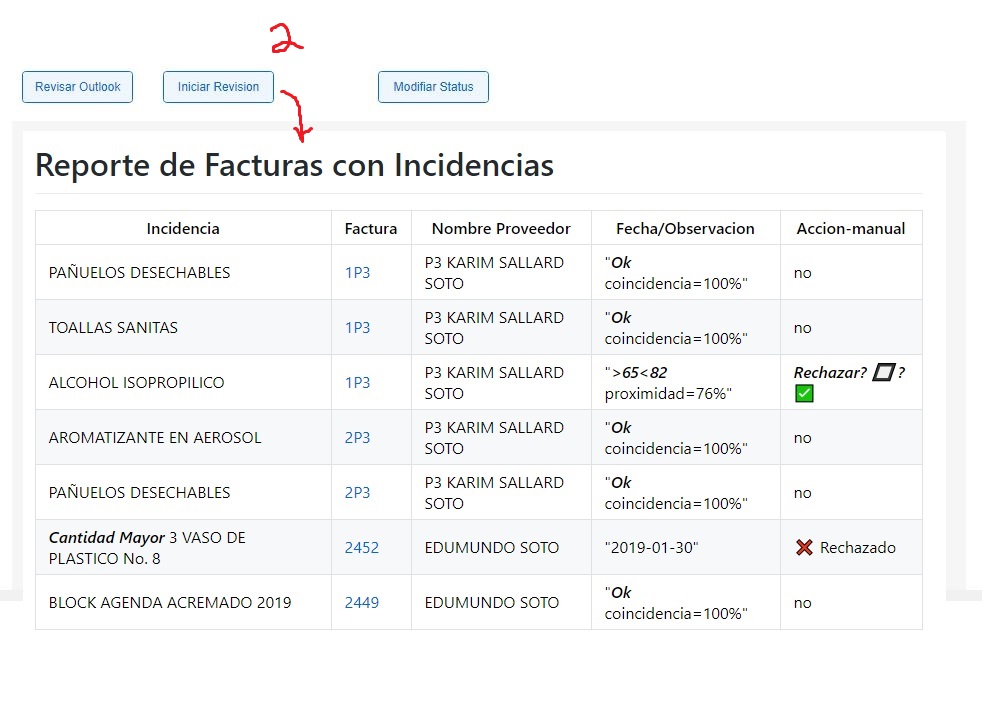 2
Revisar Outlook Iniciar Revision Modifiar Status
Reporte de Facturas con Incidencias
Incidencia Factura Nombre Proveedor Fecha/Observacion Accion-manual
PAÑUELOS DESECHABLES 1P3 P3 KARIM SALLARD SOTO "Ok coincidencia=100%" no
TOALLAS SANITAS 1P3 P3 KARIM SALLARD SOTO "Ok coincidencia=100%" no
ALCOHOL ISOPROPILICO 1P3 P3 KARIM SALLARD SOTO ">65<82 proximidad=76%" Rechazar? ?
AROMATIZANTE EN AEROSOL 2P3 P3 KARIM SALLARD SOTO "Ok coincidencia=100%" no
PAÑUELOS DESECHABLES 2P3 P3 KARIM SALLARD SOTO "Ok coincidencia=100%" no
Cantidad Mayor 3 VASO DE PLASTICO No. 8 2452 EDUMUNDO SOTO "2019-01-30" Rechazado
BLOCK AGENDA ACREMADO 2019 2449 EDUMUNDO SOTO "Ok coincidencia=100%" no